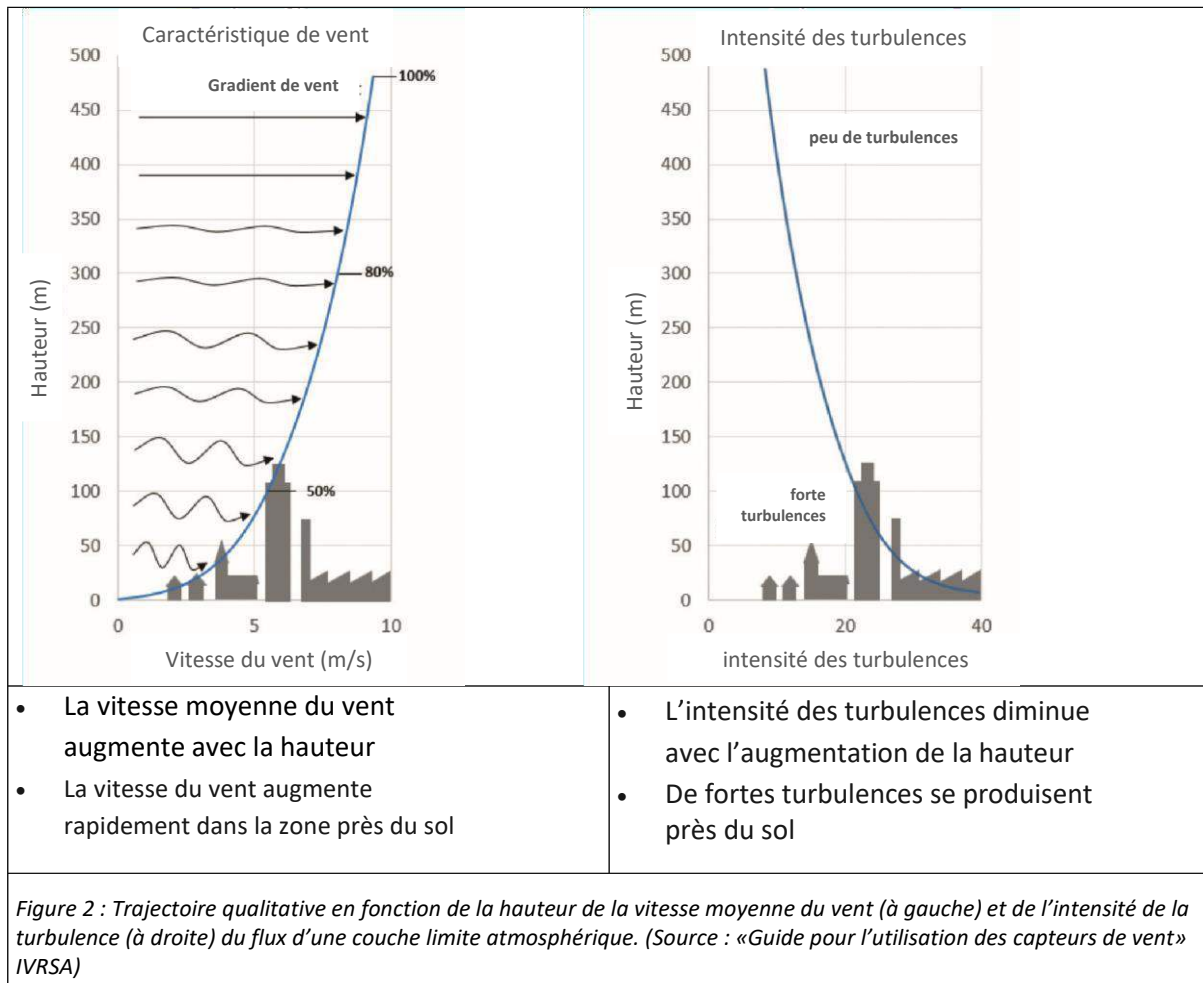 Caractéristique de vent
500
450
400
350
300
250
200
150
100
50
0
Hauteur (m)
Gradient de vent :
100%
80%
50%
0 5 10
Vitesse du vent (m/s)
Intensité des turbulences
500
450
400
350
300
250
200
150
100
50
0
Hauteur (m)
peu de turbulences
forte
turbulences
0 20 40
intensité des turbulences
• La vitesse moyenne du vent
augmente avec la hauteur
• La vitesse du vent augmente
rapidement dans la zone près du sol
• L’intensité des turbulences diminue
avec l’augmentation de la hauteur
• De fortes turbulences se produisent
près du sol
Figure 2 : Trajectoire qualitative en fonction de la hauteur de la vitesse moyenne du vent (à gauche) et de l’intensité de la
turbulence (à droite) du flux d’une couche limite atmosphérique. (Source : «Guide pour l’utilisation des capteurs de vent»
IVRSA)